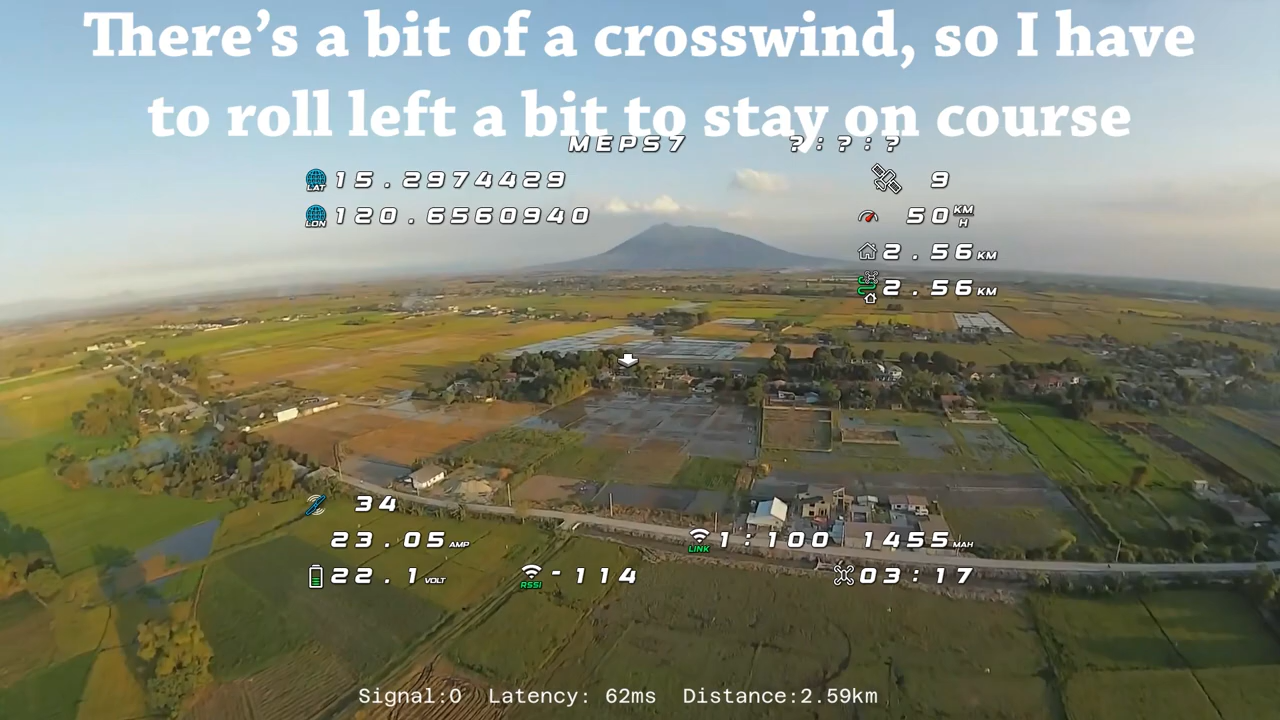 There's a bit of a crosswind, so I have
to roll left a bit to stay on course
MEPS7 ?:?:?
LAT 15.2974429 9
LON 120.6560940 50 KM H
2.56 KM
2.56 KM
34
23.05 AMP LINK 1:100 1455 MAH
22.1 VOLT RSSI -114 03:17
Signal:0 Latency: 62ms Distance:2.59km